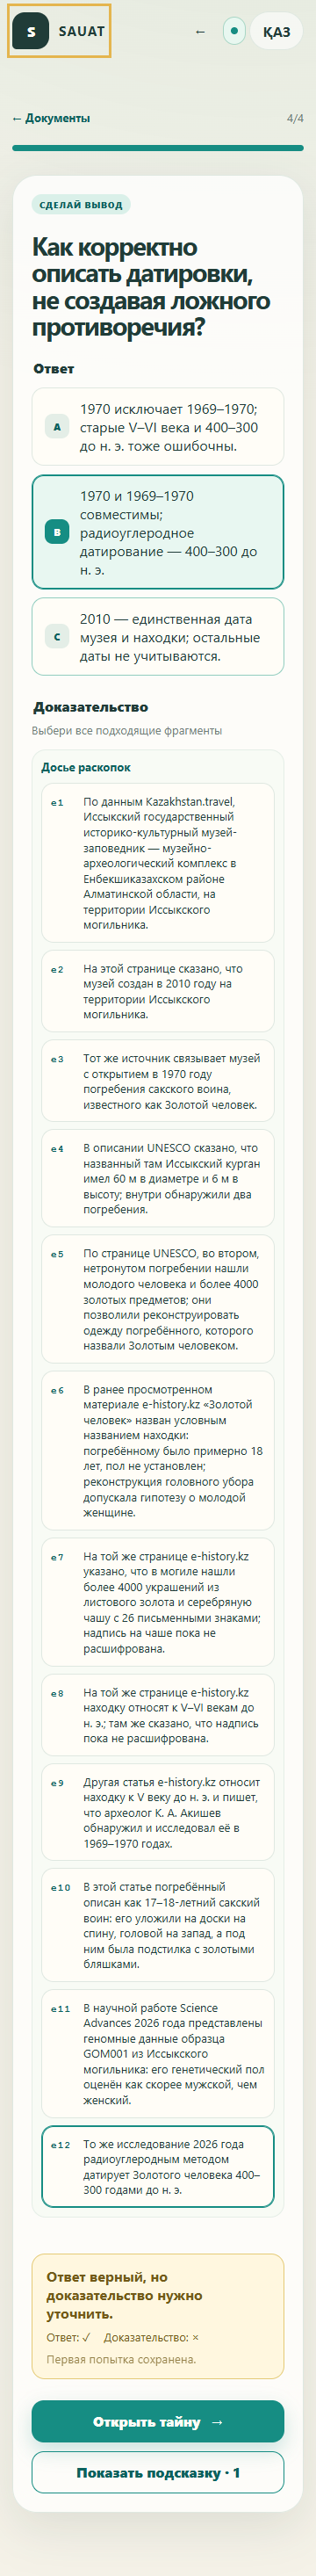 S SAUAT ← ҚАЗ
← Документы 4/4
СДЕЛАЙ ВЫВОД
Как корректно
описать датировки,
не создавая ложного
противоречия?
Ответ
A
1970 исключает 1969–1970;
старые V–VI века и 400–300
до н. э. тоже ошибочны.
B
1970 и 1969–1970
совместимы;
радиоуглеродное
датирование — 400–300 до
н. э.
C
2010 — единственная дата
музея и находки; остальные
даты не учитываются.
Доказательство
Выбери все подходящие фрагменты
Досье раскопок
e1 По данным Kazakhstan.travel,
Иссыкский государственный
историко-культурный музей-
заповедник — музейно-
археологический комплекс в
Енбекшиказахском районе
Алматинской области, на
территории Иссыкского
могильника.
e2 На этой странице сказано, что
музей создан в 2010 году на
территории Иссыкского
могильника.
e3 Тот же источник связывает музей
с открытием в 1970 году
погребения сакского воина,
известного как Золотой человек.
e4 В описании UNESCO сказано, что
названный там Иссыкский курган
имел 60 м в диаметре и 6 м в
высоту; внутри обнаружили два
погребения.
e5 По странице UNESCO, во втором,
нетронутом погребении нашли
молодого человека и более 4000
золотых предметов; они
позволили реконструировать
одежду погребённого, которого
назвали Золотым человеком.
e6 В ранее просмотренном
материале e-history.kz «Золотой
человек» назван условным
названием находки:
погребённому было примерно 18
лет, пол не установлен;
реконструкция головного убора
допускала гипотезу о молодой
женщине.
e7 На той же странице e-history.kz
указано, что в могиле нашли
более 4000 украшений из
листового золота и серебряную
чашу с 26 письменными знаками;
надпись на чаше пока не
расшифрована.
e8 На той же странице e-history.kz
находку относят к V–VI векам до
н. э.; там же сказано, что надпись
пока не расшифрована.
e9 Другая статья e-history.kz относит
находку к V веку до н. э. и пишет,
что археолог К. А. Акишев
обнаружил и исследовал её в
1969–1970 годах.
e10 В этой статье погребённый
описан как 17–18-летний сакский
воин: его уложили на доски на
спину, головой на запад, а под
ним была подстилка с золотыми
бляшками.
e11 В научной работе Science
Advances 2026 года представлены
геномные данные образца
GOM001 из Иссыкского
могильника: его генетический пол
оценён как скорее мужской, чем
женский.
e12 То же исследование 2026 года
радиоуглеродным методом
датирует Золотого человека 400–
300 годами до н. э.
Ответ верный, но
доказательство нужно
уточнить.
Ответ: ✓ Доказательство: ×
Первая попытка сохранена.
Открыть тайну →
Показать подсказку · 1